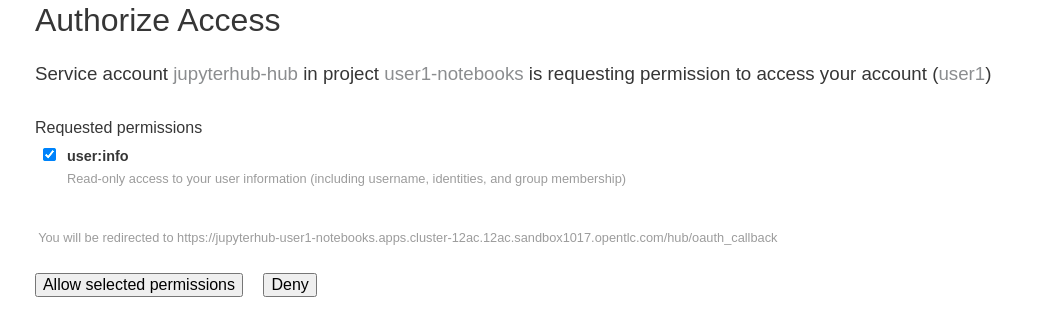 Authorize Access
Service account jupyterhub-hub in project user1-notebooks is requesting permission to access your account (user1)
Requested permissions
user:info
Read-only access to your user information (including username, identities, and group membership)
You will be redirected to https://jupyterhub-user1-notebooks.apps.cluster-12ac.12ac.sandbox1017.opentlc.com/hub/oauth_callback
Allow selected permissions Deny